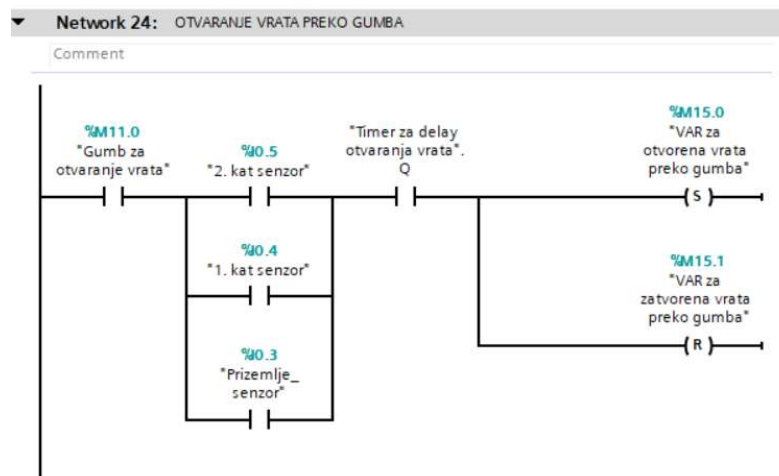 Network 24: OTVARANJE VRATA PREKO GUMBA
Comment
%M11.0
"Gumb za
otvaranje vrata"
%I0.5
"2. kat senzor"
"Timer za delay
otvaranja vrata".
Q
%M15.0
"VAR za
otvorena vrata
preko gumba"
S
%I0.4
"1. kat senzor"
%M15.1
"VAR za
zatvorena vrata
preko gumba"
R
%I0.3
"Prizemlje_
senzor"